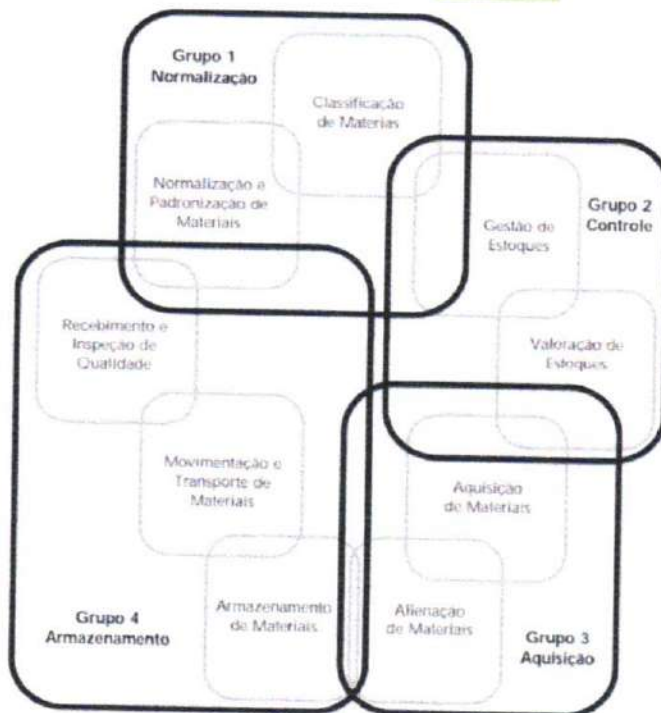 Grupo 1
Normalização
Classificação
de Materias
Normalização e
Padronização de
Materiais
Grupo 2
Controle
Gestão de
Estoques
Valoração de
Estoques
Recebimento e
Inspeção de
Qualidade
Movimentação e
Transporte de
Materiais
Aquisição
de Materiais
Grupo 4
Armazenamento
Armazenamento
de Materiais
Alienação
de Materiais
Grupo 3
Aquisição